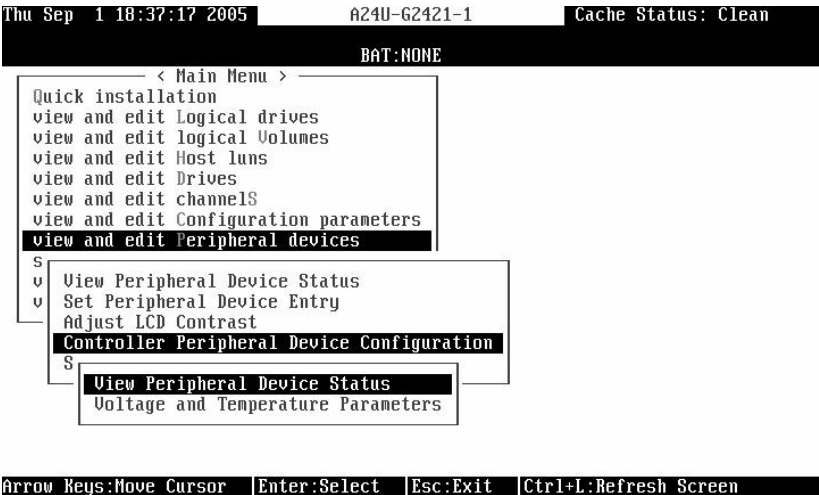 Thu Sep 1 18:37:17 2005 A24U-G2421-1 Cache Status: Clean
BAT:NONE
< Main Menu >
Quick installation
view and edit Logical drives
view and edit logical Volumes
view and edit Host luns
view and edit Drives
view and edit channelS
view and edit Configuration parameters
view and edit Peripheral devices
S
v View Peripheral Device Status
v Set Peripheral Device Entry
Adjust LCD Contrast
Controller Peripheral Device Configuration
S
View Peripheral Device Status
Voltage and Temperature Parameters
Arrow Keys:Move Cursor |Enter:Select |Esc:Exit |Ctrl+L:Refresh Screen